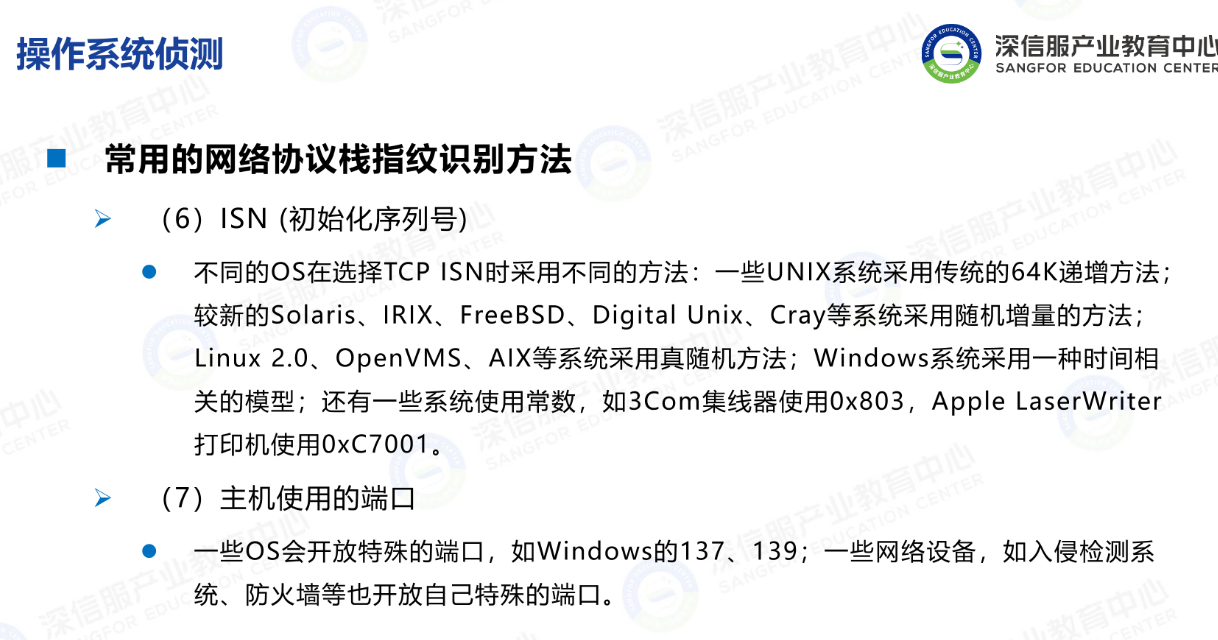 操作系统侦测
深信服产业教育中心
SANGFOR EDUCATION CENTER
常用的网络协议栈指纹识别方法
（6）ISN (初始化序列号)
不同的OS在选择TCP ISN时采用不同的方法：一些UNIX系统采用传统的64K递增方法；
较新的Solaris、IRIX、FreeBSD、Digital Unix、Cray等系统采用随机增量的方法；
Linux 2.0、OpenVMS、AIX等系统采用真随机方法；Windows系统采用一种时间相
关的模型；还有一些系统使用常数，如3Com集线器使用0x803，Apple LaserWriter
打印机使用0xC7001。
（7）主机使用的端口
一些OS会开放特殊的端口，如Windows的137、139；一些网络设备，如入侵检测系
统、防火墙等也开放自己特殊的端口。